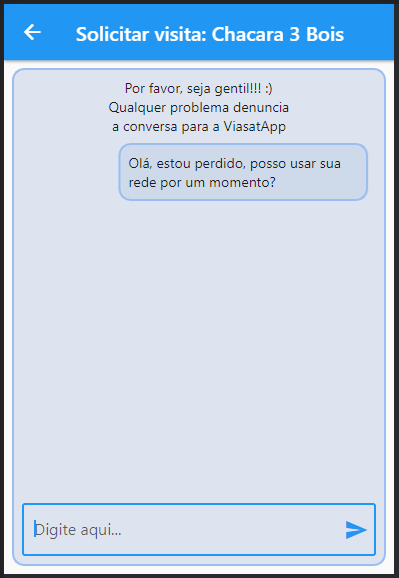 Solicitar visita: Chacara 3 Bois
Por favor, seja gentil!!! :)
Qualquer problema denuncia
a conversa para a ViasatApp
Olá, estou perdido, posso usar sua
rede por um momento?
Digite aqui...